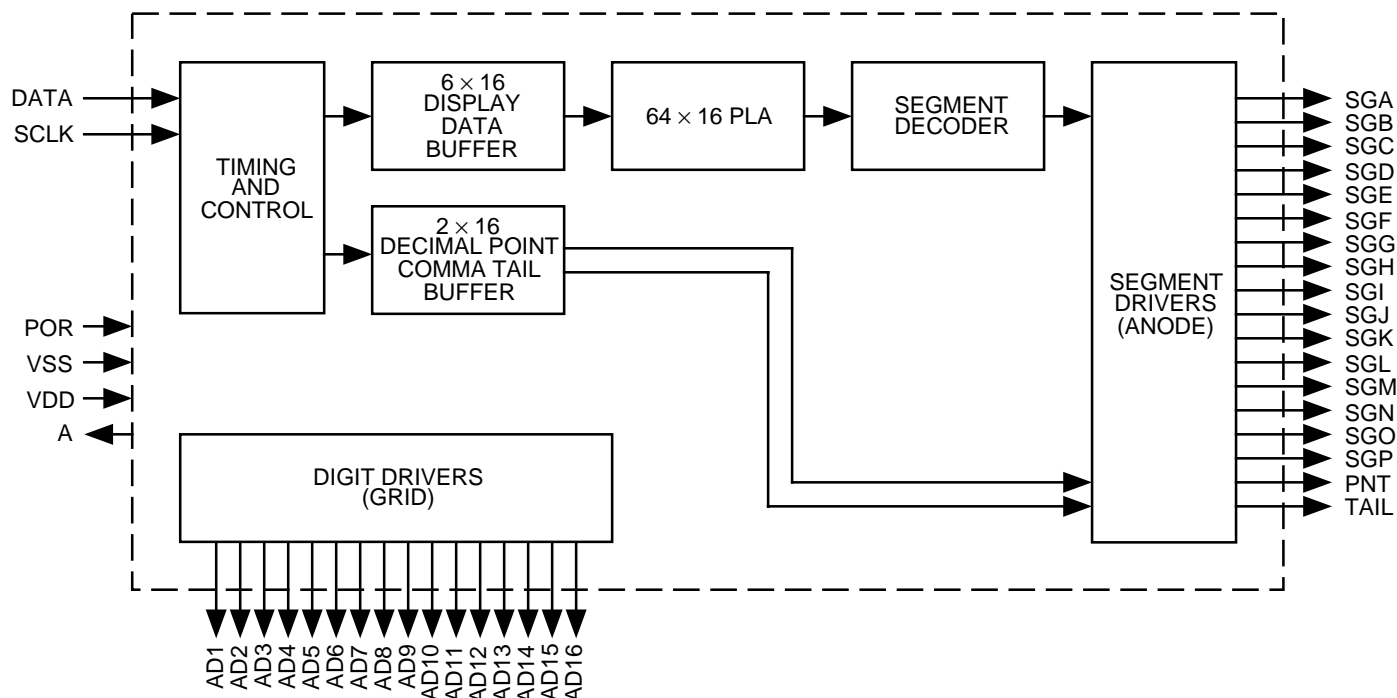 DATA
SCLK
POR
VSS
VDD
A
TIMING
AND
CONTROL
6 × 16
DISPLAY
DATA
BUFFER
64 × 16 PLA
SEGMENT
DECODER
2 × 16
DECIMAL POINT
COMMA TAIL
BUFFER
SEGMENT
DRIVERS
(ANODE)
DIGIT DRIVERS
(GRID)
SGA
SGB
SGC
SGD
SGE
SGF
SGG
SGH
SGI
SGJ
SGK
SGL
SGM
SGN
SGO
SGP
PNT
TAIL
AD1
AD2
AD3
AD4
AD5
AD6
AD7
AD8
AD9
AD10
AD11
AD12
AD13
AD14
AD15
AD16